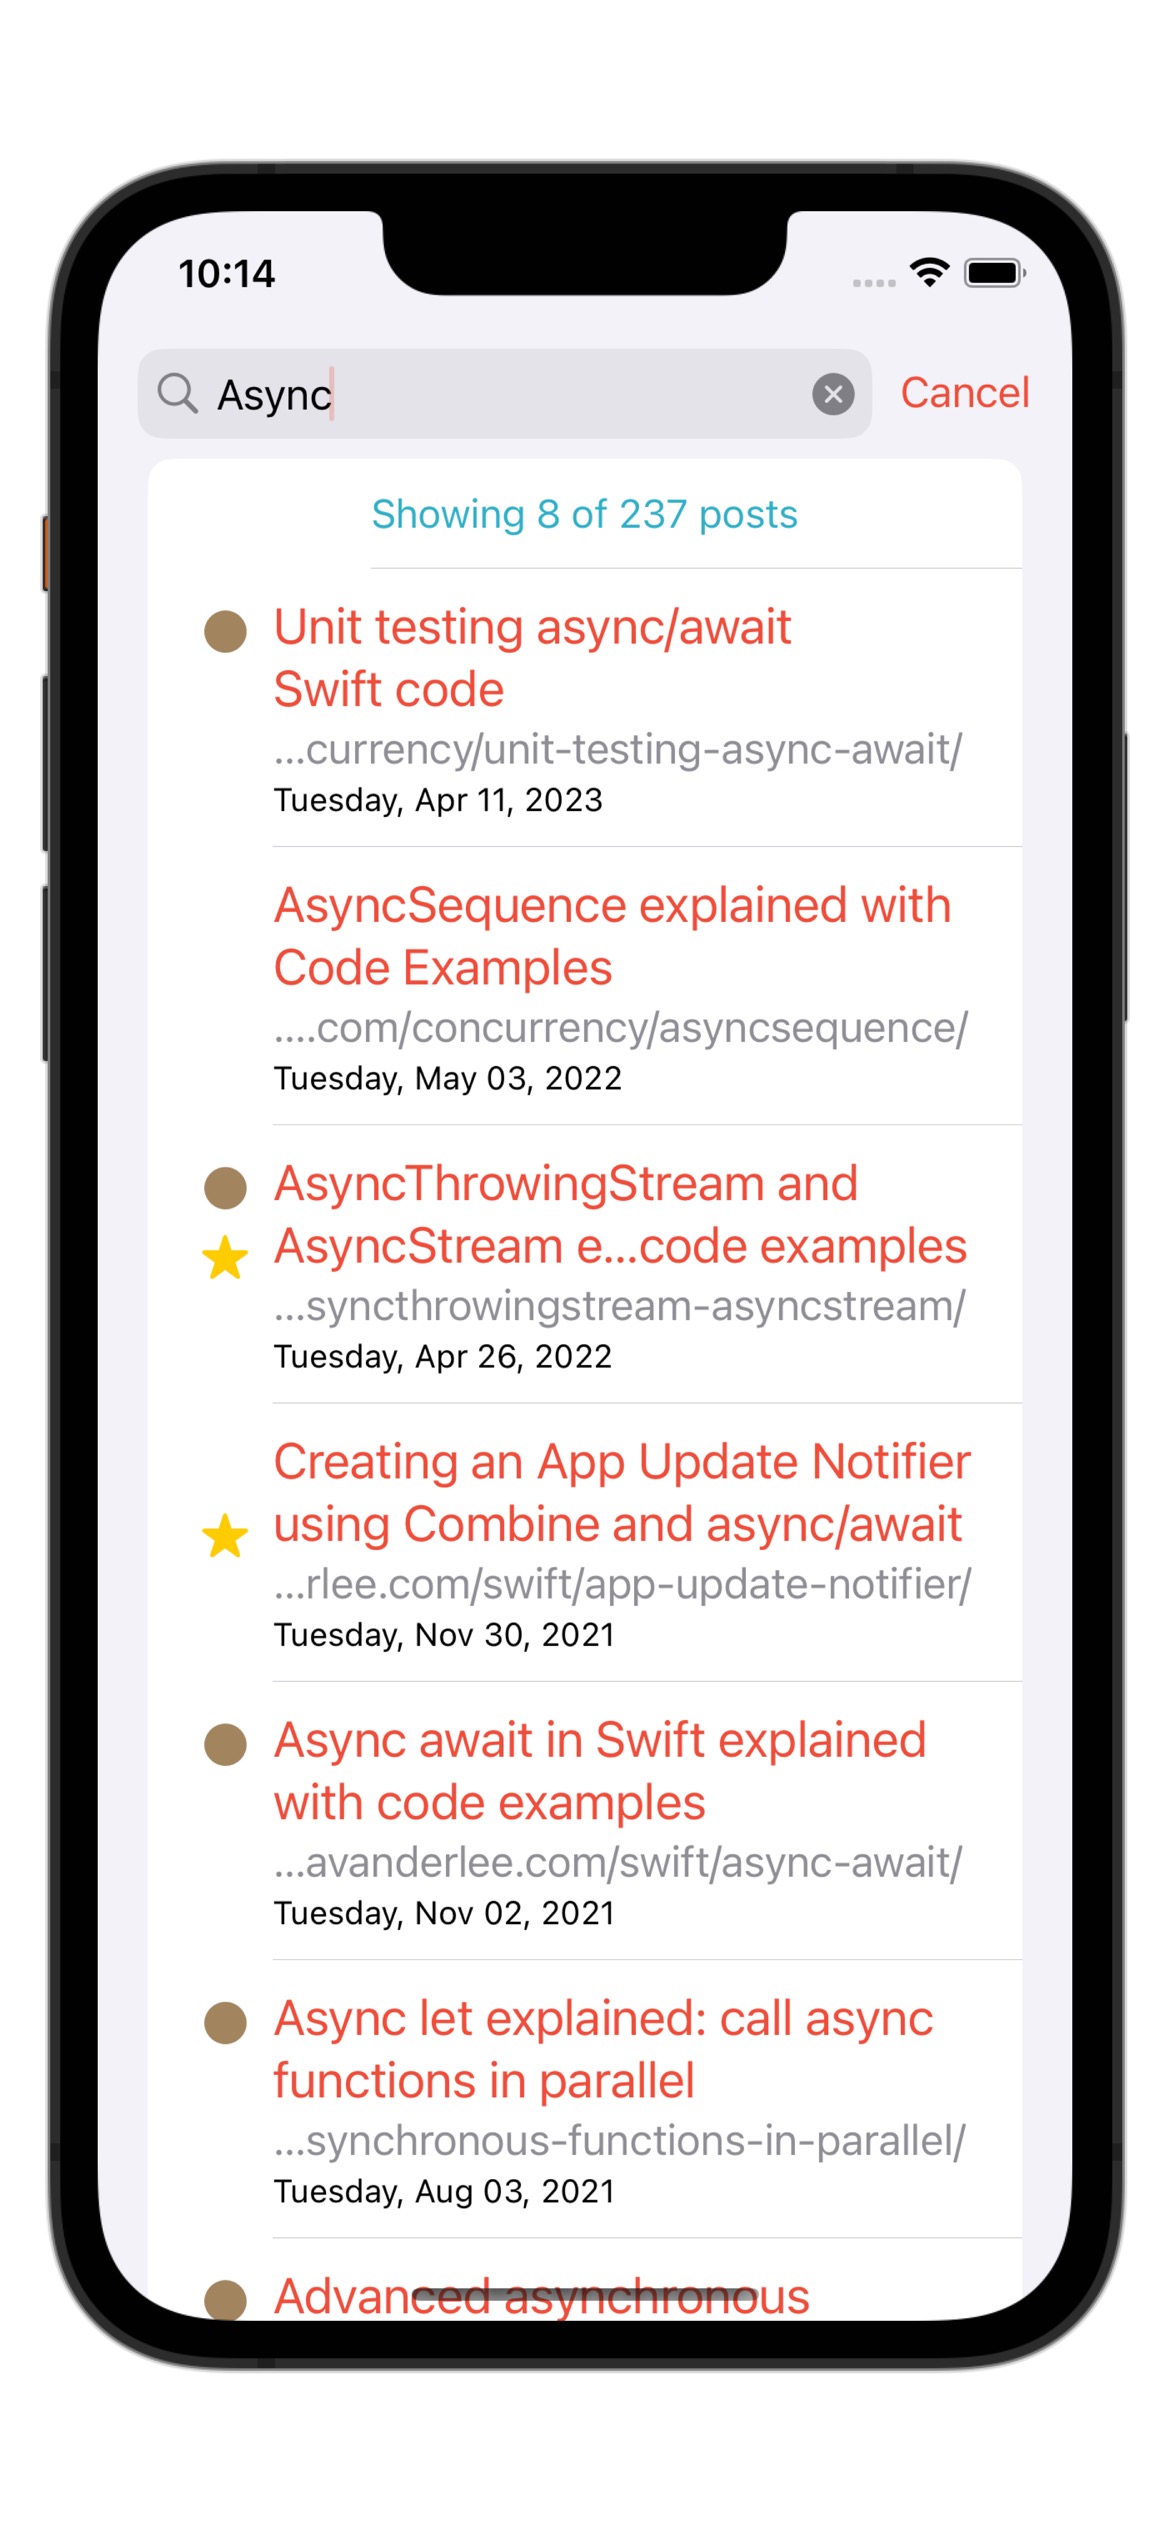 10:14
Async
Cancel
Showing 8 of 237 posts
Unit testing async/await
Swift code
...currency/unit-testing-async-await/
Tuesday, Apr 11, 2023
AsyncSequence explained with
Code Examples
....com/concurrency/asyncsequence/
Tuesday, May 03, 2022
AsyncThrowingStream and
AsyncStream e...code examples
...syncthrowingstream-asyncstream/
Tuesday, Apr 26, 2022
Creating an App Update Notifier
using Combine and async/await
...rlee.com/swift/app-update-notifier/
Tuesday, Nov 30, 2021
Async await in Swift explained
with code examples
...avanderlee.com/swift/async-await/
Tuesday, Nov 02, 2021
Async let explained: call async
functions in parallel
...synchronous-functions-in-parallel/
Tuesday, Aug 03, 2021
Advanced asynchronous